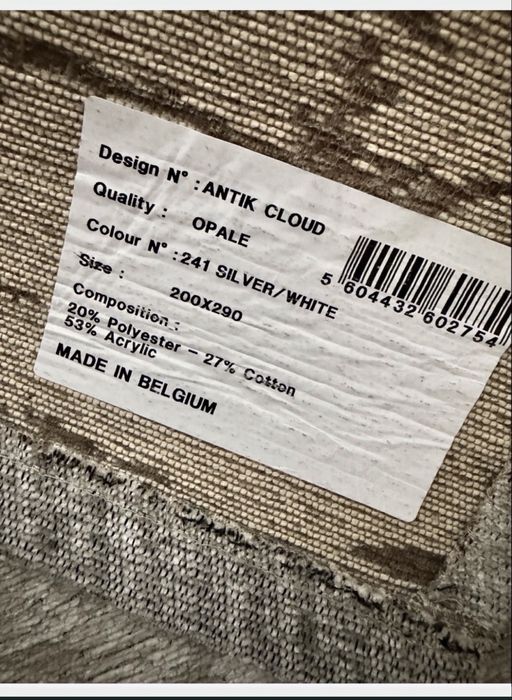 Design N° : ANTIK CLOUD
Quality : OPALE
Colour N° : 241 SILVER/WHITE
Size : 200X290
Composition :
20% Polyester - 27% Cotton
53% Acrylic
MADE IN BELGIUM
5 604432 602754